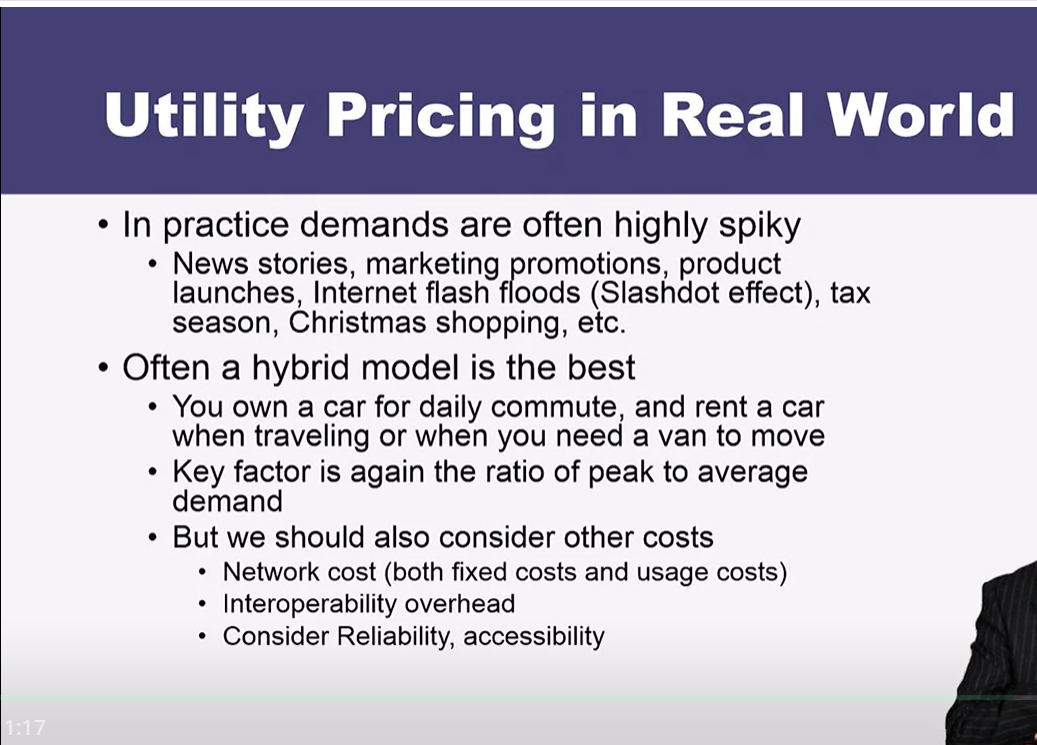 Utility Pricing in Real World
• In practice demands are often highly spiky
• News stories, marketing promotions, product
launches, Internet flash floods (Slashdot effect), tax
season, Christmas shopping, etc.
• Often a hybrid model is the best
• You own a car for daily commute, and rent a car
when traveling or when you need a van to move
• Key factor is again the ratio of peak to average
demand
• But we should also consider other costs
• Network cost (both fixed costs and usage costs)
• Interoperability overhead
• Consider Reliability, accessibility
1:17